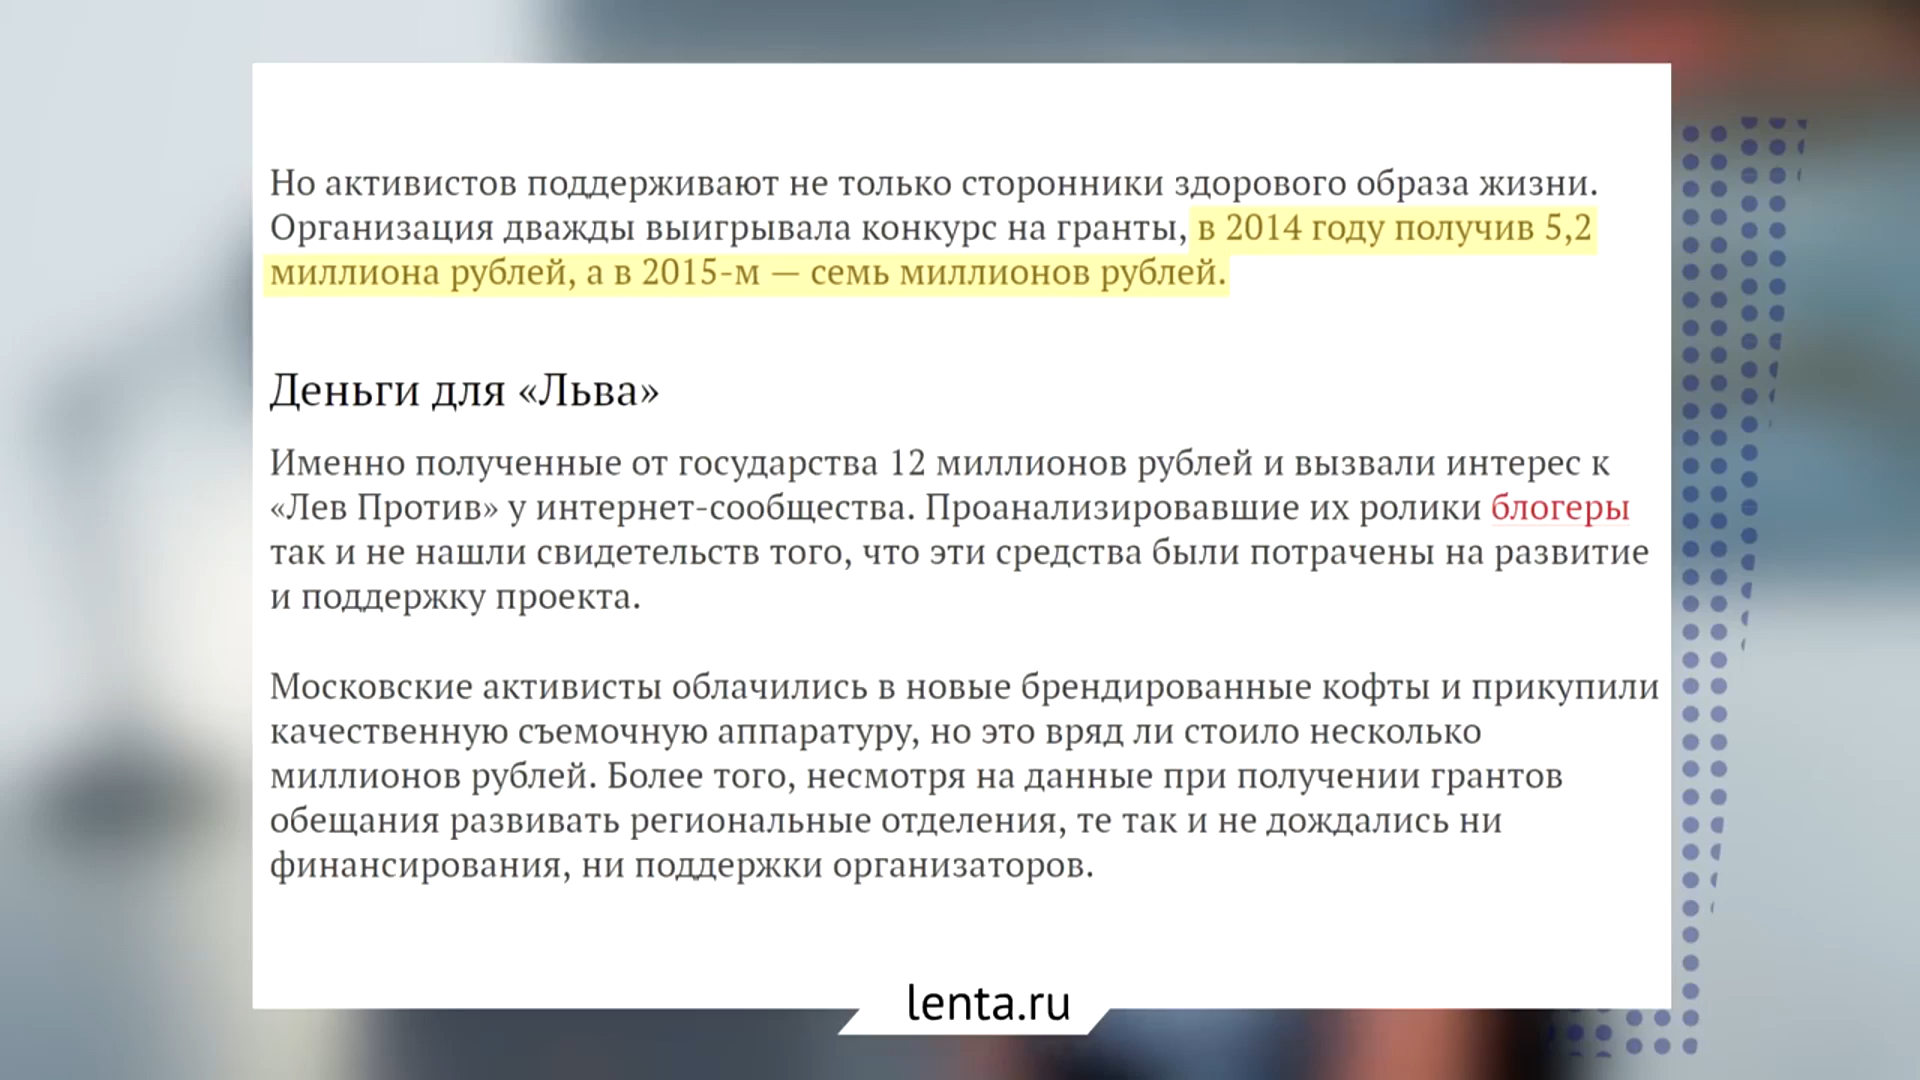 Но активистов поддерживают не только сторонники здорового образа жизни.
Организация дважды выигрывала конкурс на гранты, в 2014 году получив 5,2
миллиона рублей, а в 2015-м — семь миллионов рублей.
Деньги для «Льва»
Именно полученные от государства 12 миллионов рублей и вызвали интерес к
«Лев Против» у интернет-сообщества. Проанализировавшие их ролики блогеры
так и не нашли свидетельств того, что эти средства были потрачены на развитие
и поддержку проекта.
Московские активисты облачились в новые брендированные кофты и прикупили
качественную съемочную аппаратуру, но это вряд ли стоило несколько
миллионов рублей. Более того, несмотря на данные при получении грантов
обещания развивать региональные отделения, те так и не дождались ни
финансирования, ни поддержки организаторов.
lenta.ru